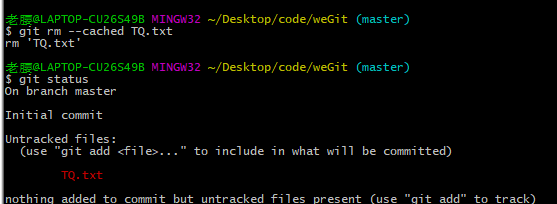 老腰@LAPTOP-CU26S49B MINGW32 ~/Desktop/code/weGit (master)
$ git rm --cached TQ.txt
rm 'TQ.txt'
老腰@LAPTOP-CU26S49B MINGW32 ~/Desktop/code/weGit (master)
$ git status
On branch master
Initial commit
Untracked files:
(use "git add <file>..." to include in what will be committed)
TQ.txt
nothing added to commit but untracked files present (use "git add" to track)